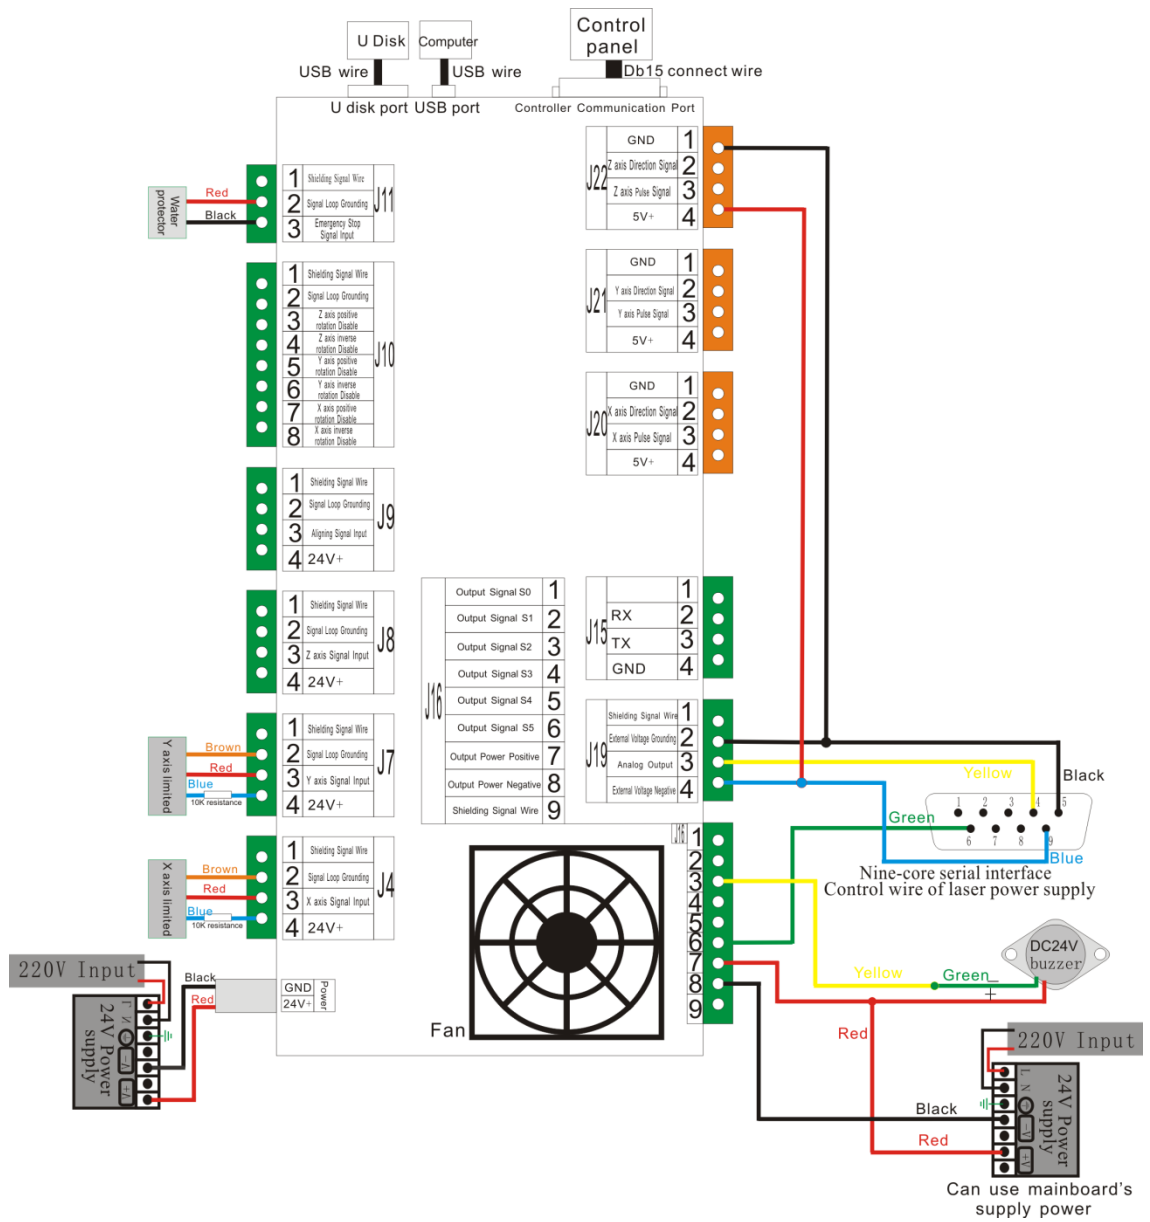 U Disk
Computer
Control
panel
USB wire
USB wire
Db15 connect wire
U disk port
USB port
Controller Communication Port
Water
protector
Red
Black
1 Shielding Signal Wire
2 Signal Loop Grounding
3 Emergency Stop
Signal Input
J11
1 Shielding Signal Wire
2 Signal Loop Grounding
3 Z axis positive
rotation Disable
4 Z axis inverse
rotation Disable
5 Y axis positive
rotation Disable
6 Y axis inverse
rotation Disable
7 X axis positive
rotation Disable
8 X axis inverse
rotation Disable
J10
1 Shielding Signal Wire
2 Signal Loop Grounding
3 Aligning Signal Input
4 24V+
J9
1 Shielding Signal Wire
2 Signal Loop Grounding
3 Z axis Signal Input
4 24V+
J8
Y axis limited
Brown
Red
Blue
10K resistance
1 Shielding Signal Wire
2 Signal Loop Grounding
3 Y axis Signal Input
4 24V+
J7
X axis limited
Brown
Red
Blue
10K resistance
1 Shielding Signal Wire
2 Signal Loop Grounding
3 X axis Signal Input
4 24V+
J4
220V Input
Black
Red
GND
24V+
Power
L
N
+
-V
+V
24V Power
supply
J22
GND 1
Z axis Direction Signal 2
Z axis Pulse Signal 3
5V+ 4
J21
GND 1
Y axis Direction Signal 2
Y axis Pulse Signal 3
5V+ 4
J20
GND 1
X axis Direction Signal 2
X axis Pulse Signal 3
5V+ 4
J16
Output Signal S0 1
Output Signal S1 2
Output Signal S2 3
Output Signal S3 4
Output Signal S4 5
Output Signal S5 6
Output Power Positive 7
Output Power Negative 8
Shielding Signal Wire 9
J15
1
RX 2
TX 3
GND 4
J19
Shielding Signal Wire 1
External Voltage Grounding 2
Analog Output 3
External Voltage Negative 4
J16
1
2
3
4
5
6
7
8
9
Fan
Yellow
Black
Green
1 2 3 4 5
6 7 8 9
Blue
Nine-core serial interface
Control wire of laser power supply
DC24V
buzzer
Yellow
Green
−
+
Red
220V Input
Black
Red
L
N
+
-V
+V
24V Power
supply
Can use mainboard's
supply power